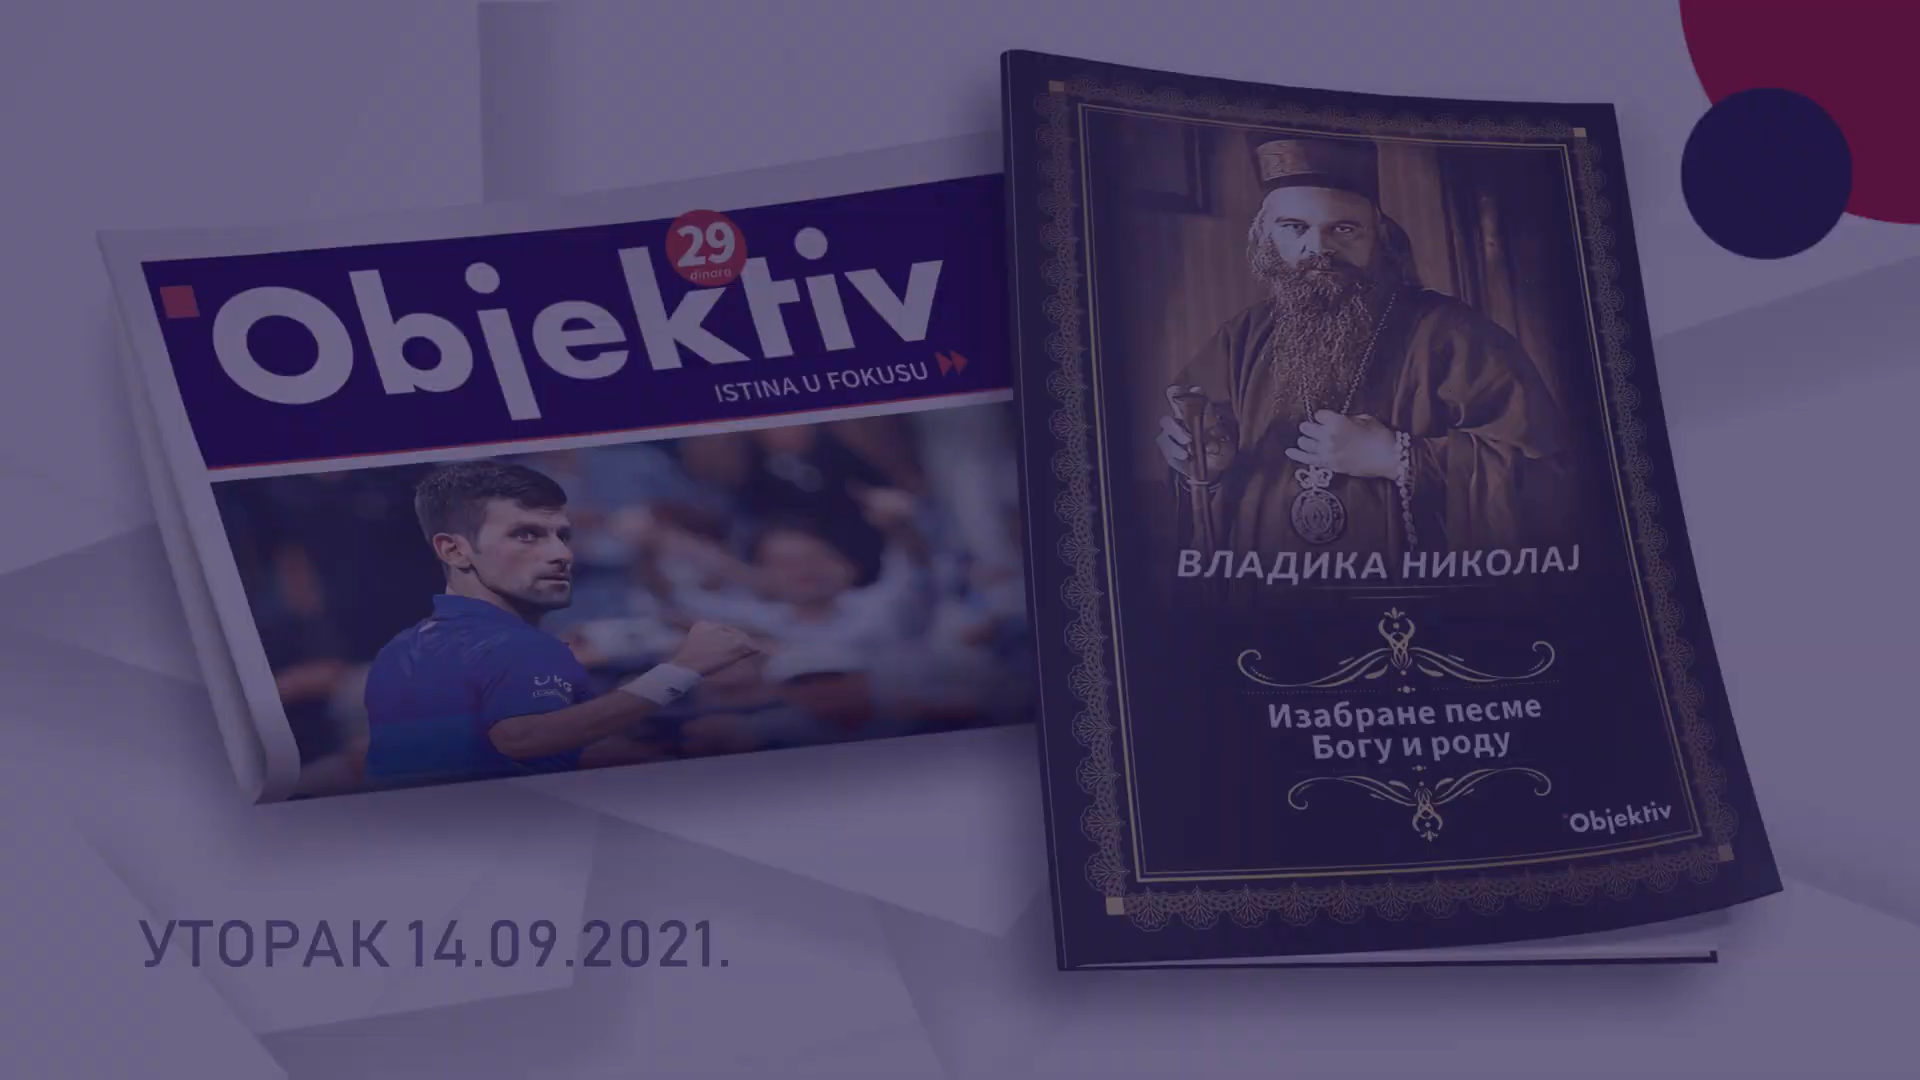 29
dinara
Objektiv
ISTINA U FOKUSU
ВЛАДИКА НИКОЛАЈ
Изабране песме
Богу и роду
Objektiv
УТОРАК 14.09.2021.